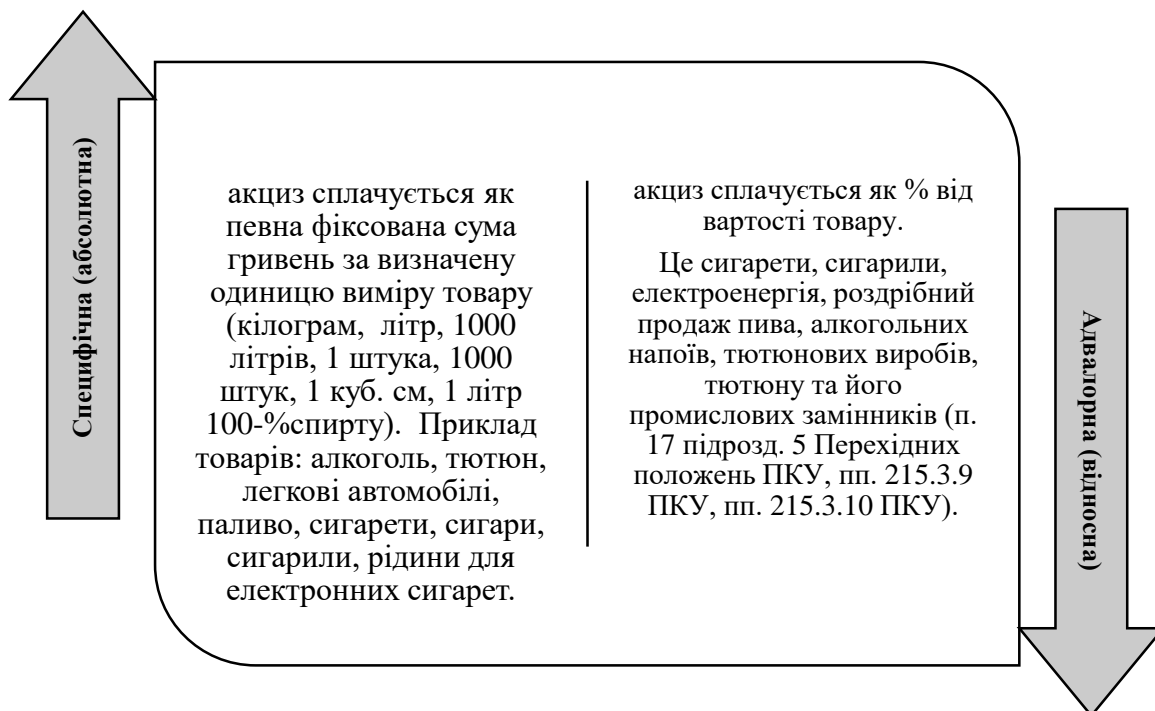 Специфічна (абсолютна)
акциз сплачується як
певна фіксована сума
гривень за визначену
одиницю виміру товару
(кілограм,  літр, 1000
літрів, 1 штука, 1000
штук, 1 куб. см, 1 літр
100-%спирту).  Приклад
товарів: алкоголь, тютюн,
легкові автомобілі,
паливо, сигарети, сигари,
сигарили, рідини для
електронних сигарет.
акциз сплачується як % від
вартості товару.
Це сигарети, сигарили,
електроенергія, роздрібний
продаж пива, алкогольних
напоїв, тютюнових виробів,
тютюну та його
промислових замінників (п.
17 підрозд. 5 Перехідних
положень ПКУ, пп. 215.3.9
ПКУ, пп. 215.3.10 ПКУ).
Адвалорна (відносна)